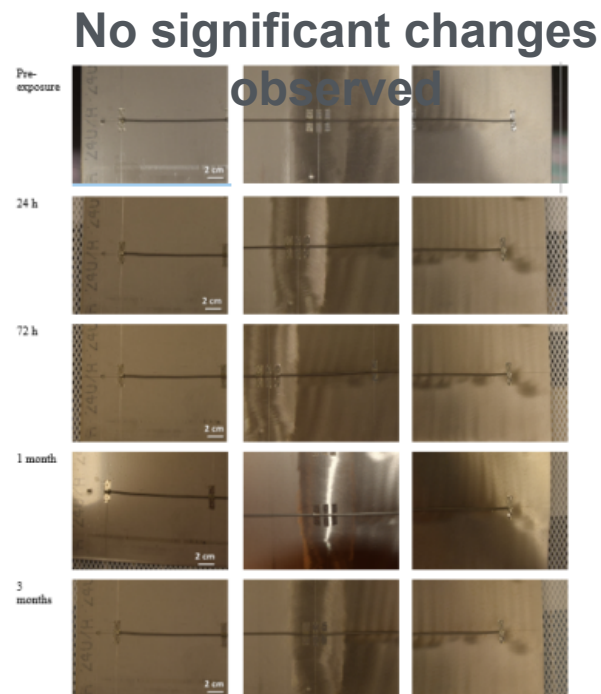 No significant changes
observed
Pre-
exposure
2 cm
24 h
2 cm
72 h
2 cm
1 month
2 cm
3
months
2 cm